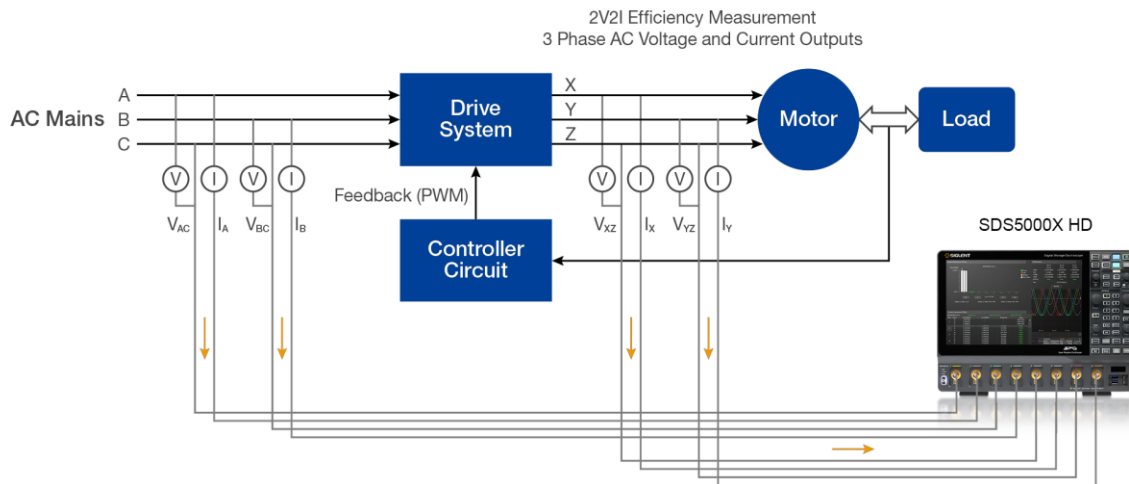 2V2I Efficiency Measurement
3 Phase AC Voltage and Current Outputs
AC Mains
A
B
C
Drive
System
X
Y
Z
Motor
Load
V
I
V
I
V
I
V
I
Feedback (PWM)
VAC
IA
VBC
IB
VXZ
IX
VYZ
IY
Controller
Circuit
SDS5000X HD
SIGLENT